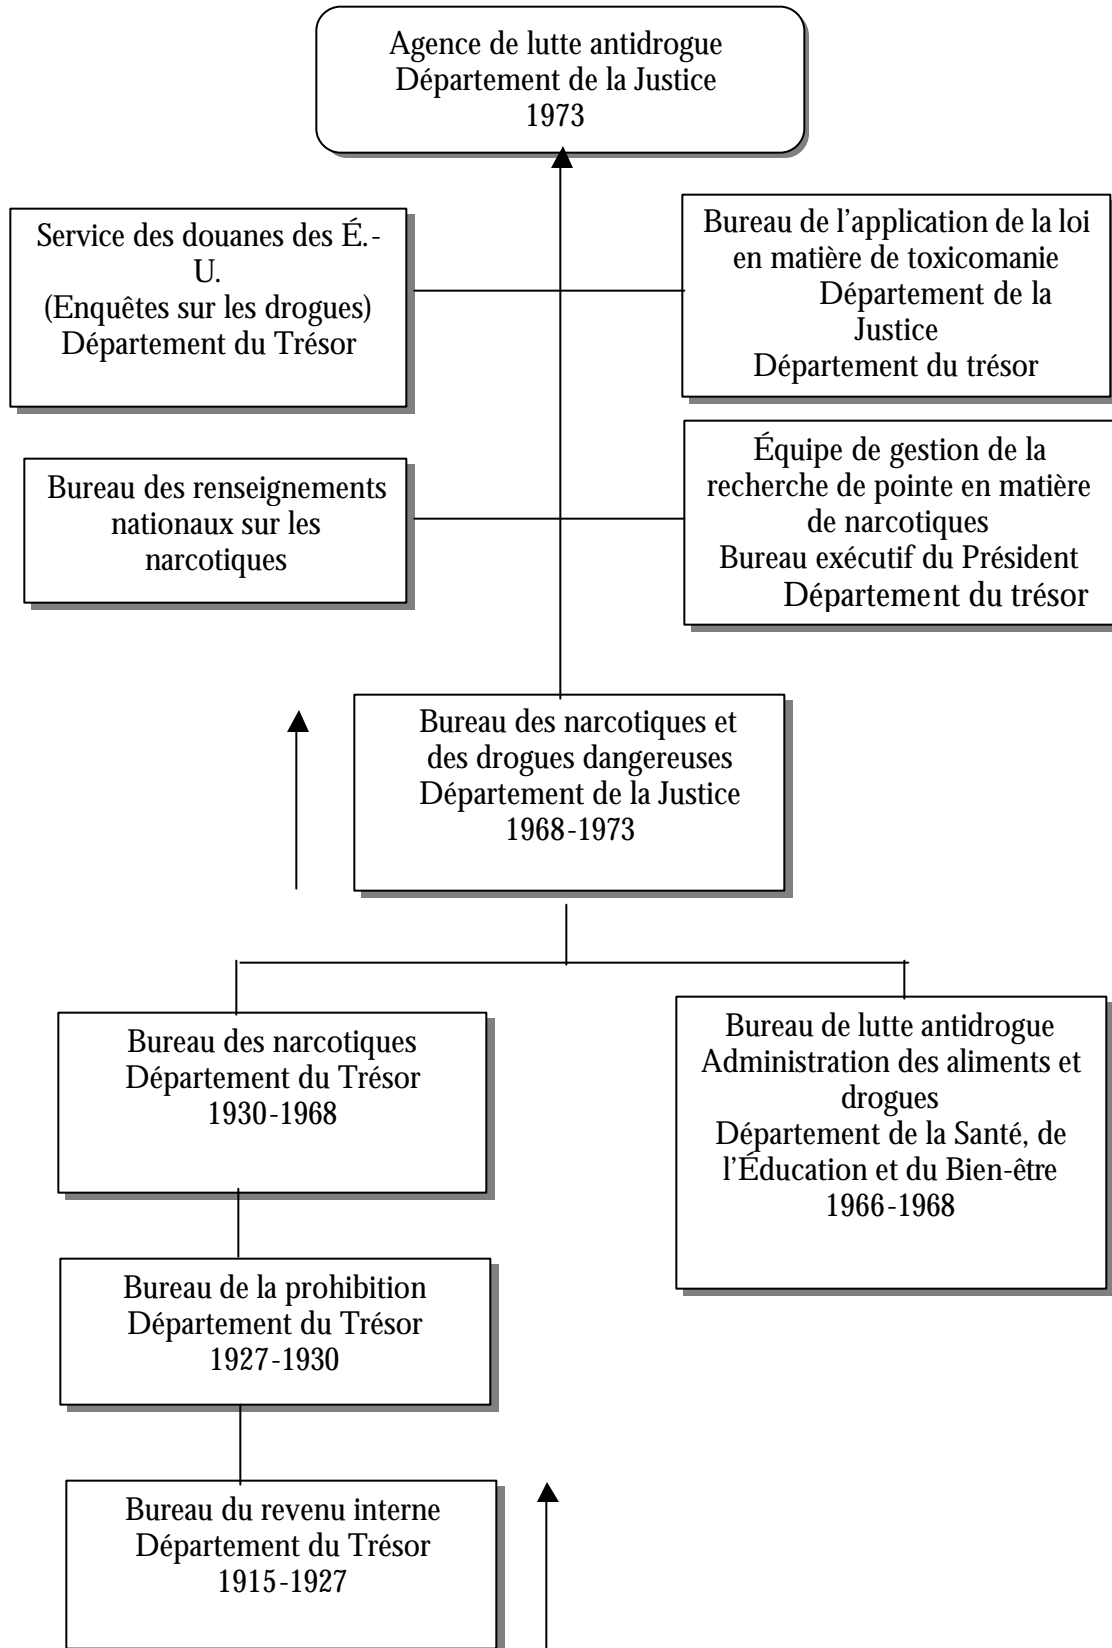 Agence de lutte antidrogue
Département de la Justice
1973
Service des douanes des É.-
U.
(Enquêtes sur les drogues)
Département du Trésor
Bureau de l'application de la loi
en matière de toxicomanie
Département de la
Justice
Département du trésor
Bureau des renseignements
nationaux sur les
narcotiques
Équipe de gestion de la
recherche de pointe en matière
de narcotiques
Bureau exécutif du Président
Département du trésor
Bureau des narcotiques et
des drogues dangereuses
Département de la Justice
1968-1973
Bureau des narcotiques
Département du Trésor
1930-1968
Bureau de lutte antidrogue
Administration des aliments et
drogues
Département de la Santé, de
l'Éducation et du Bien-être
1966-1968
Bureau de la prohibition
Département du Trésor
1927-1930
Bureau du revenu interne
Département du Trésor
1915-1927